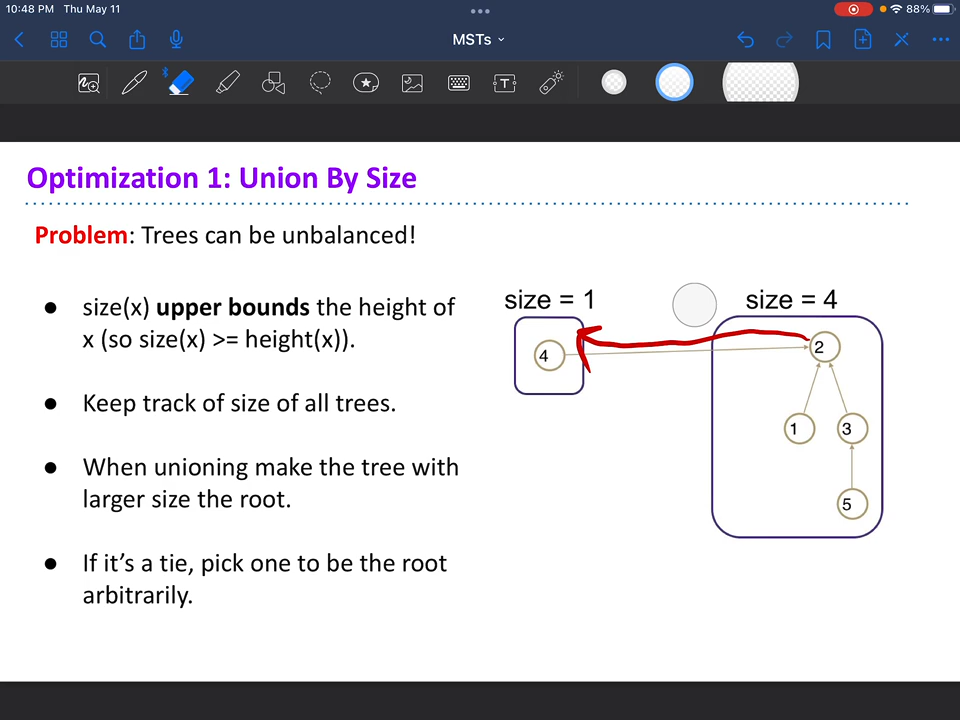 10:48 PM Thu May 11
88%
MSTs
T
Optimization 1: Union By Size
Problem: Trees can be unbalanced!
● size(x) upper bounds the height of
x (so size(x) >= height(x)).
● Keep track of size of all trees.
● When unioning make the tree with
larger size the root.
● If it’s a tie, pick one to be the root
arbitrarily.
size = 1
size = 4
4
2
1
3
5